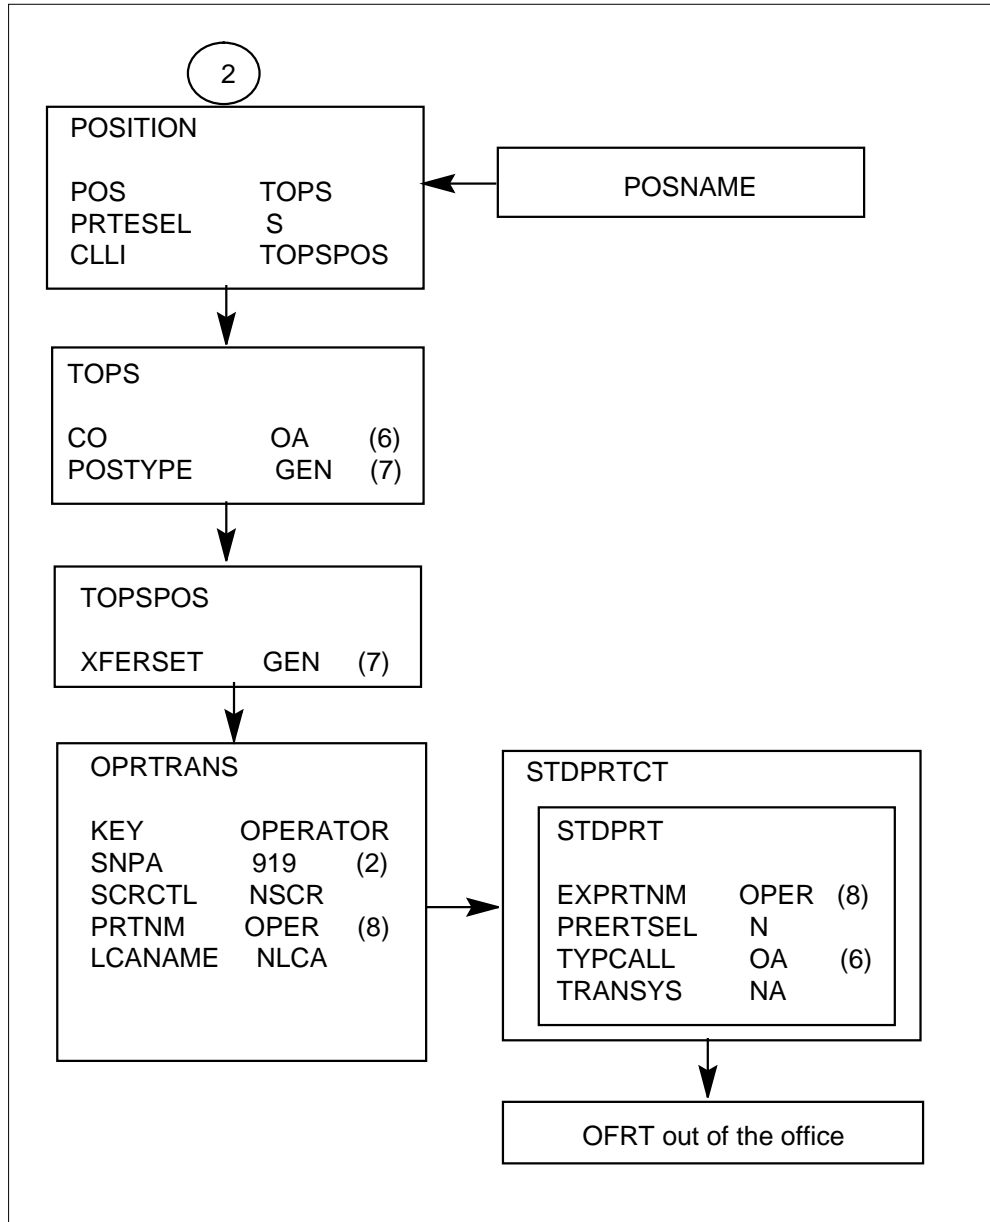 2
POSITION
POS TOPS
PRTESEL S
CLLI TOPSPOS
POSNAME
TOPS
CO OA (6)
POSTYPE GEN (7)
TOPSPOS
XFERSET GEN (7)
OPRTRANS
KEY OPERATOR
SNPA 919 (2)
SCRCTL NSCR
PRTNM OPER (8)
LCANAME NLCA
STDPRTCT
STDPRT
EXPRTNM OPER (8)
PRERTSEL N
TYPCALL OA (6)
TRANSYS NA
OFRT out of the office